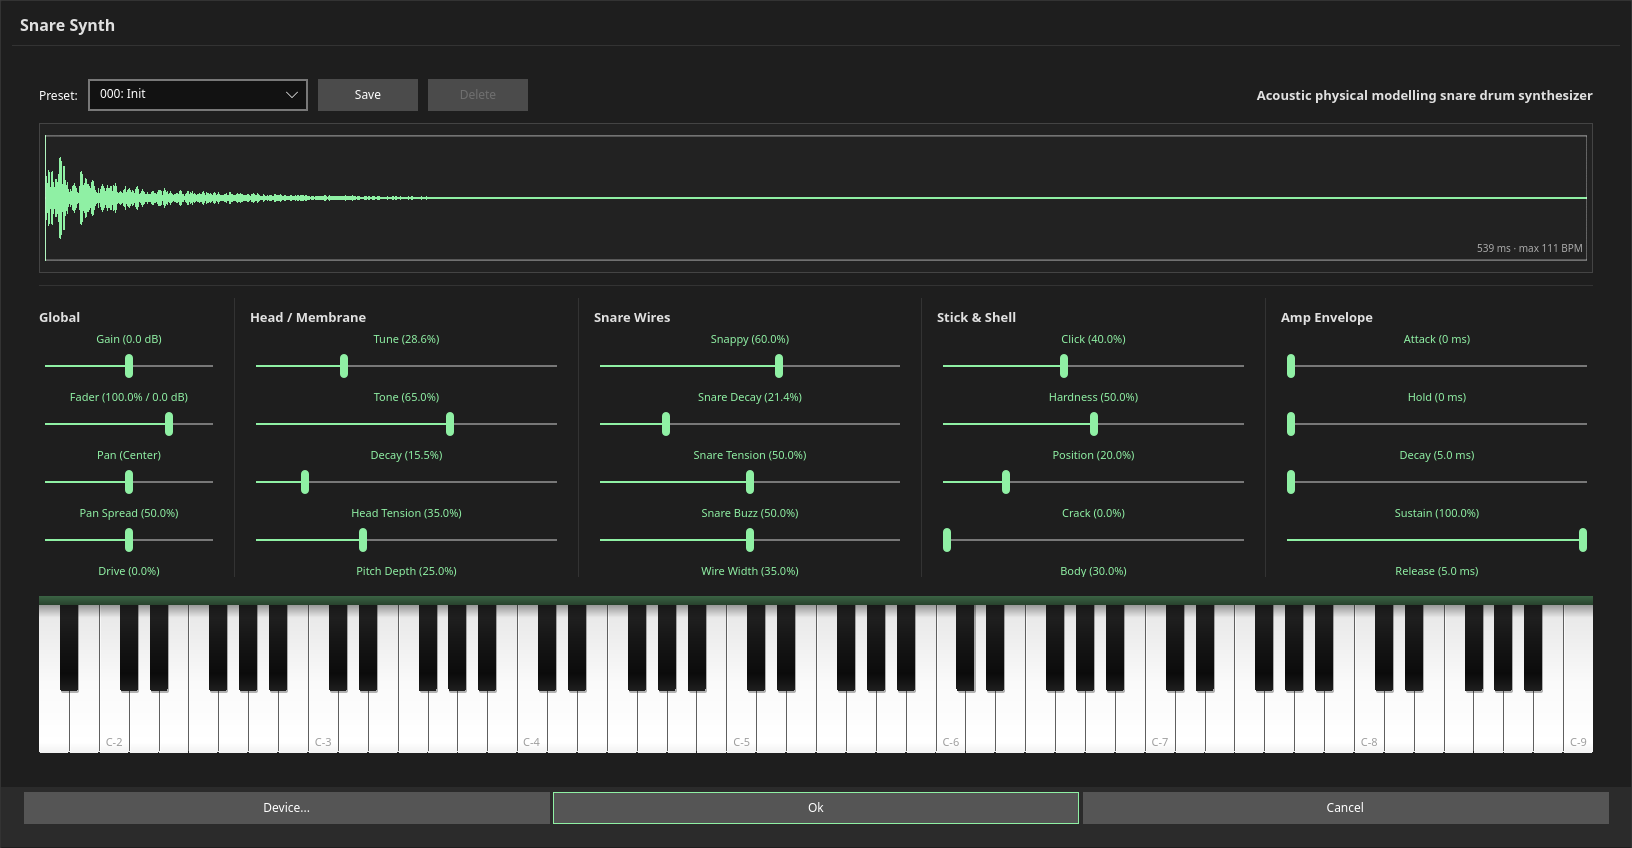 Snare Synth
Preset:
000: Init
Save
Delete
Acoustic physical modelling snare drum synthesizer
539 ms · max 111 BPM
Global
Gain (0.0 dB)
Fader (100.0% / 0.0 dB)
Pan (Center)
Pan Spread (50.0%)
Drive (0.0%)
Head / Membrane
Tune (28.6%)
Tone (65.0%)
Decay (15.5%)
Head Tension (35.0%)
Pitch Depth (25.0%)
Snare Wires
Snappy (60.0%)
Snare Decay (21.4%)
Snare Tension (50.0%)
Snare Buzz (50.0%)
Wire Width (35.0%)
Stick & Shell
Click (40.0%)
Hardness (50.0%)
Position (20.0%)
Crack (0.0%)
Body (30.0%)
Amp Envelope
Attack (0 ms)
Hold (0 ms)
Decay (5.0 ms)
Sustain (100.0%)
Release (5.0 ms)
C-2
C-3
C-4
C-5
C-6
C-7
C-8
C-9
Device...
Ok
Cancel